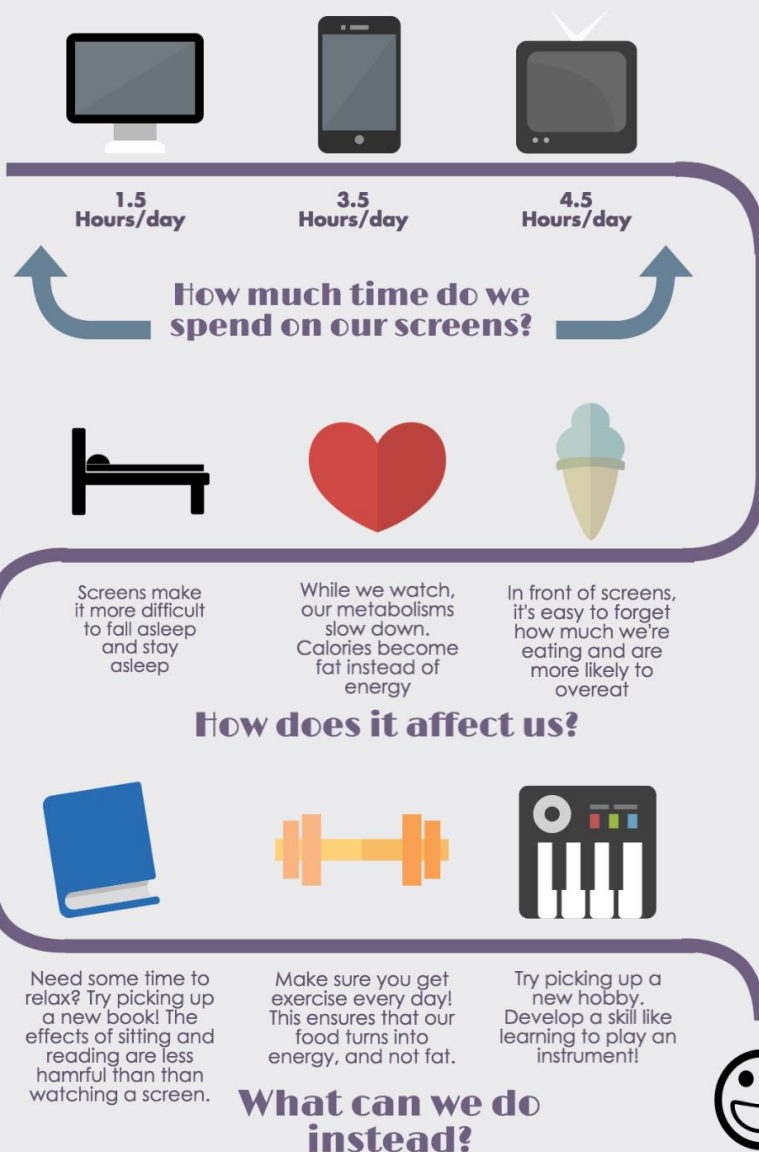 1.5
Hours/day
3.5
Hours/day
4.5
Hours/day
How much time do we
spend on our screens?
Screens make
it more difficult
to fall asleep
and stay
asleep
While we watch,
our metabolisms
slow down.
Calories become
fat instead of
energy
In front of screens,
it's easy to forget
how much we're
eating and are
more likely to
overeat
How does it affect us?
Need some time to
relax? Try picking up
a new book! The
effects of sitting and
reading are less
hamrful than than
watching a screen.
Make sure you get
exercise every day!
This ensures that our
food turns into
energy, and not fat.
Try picking up a
new hobby.
Develop a skill like
learning to play an
instrument!
What can we do
instead?